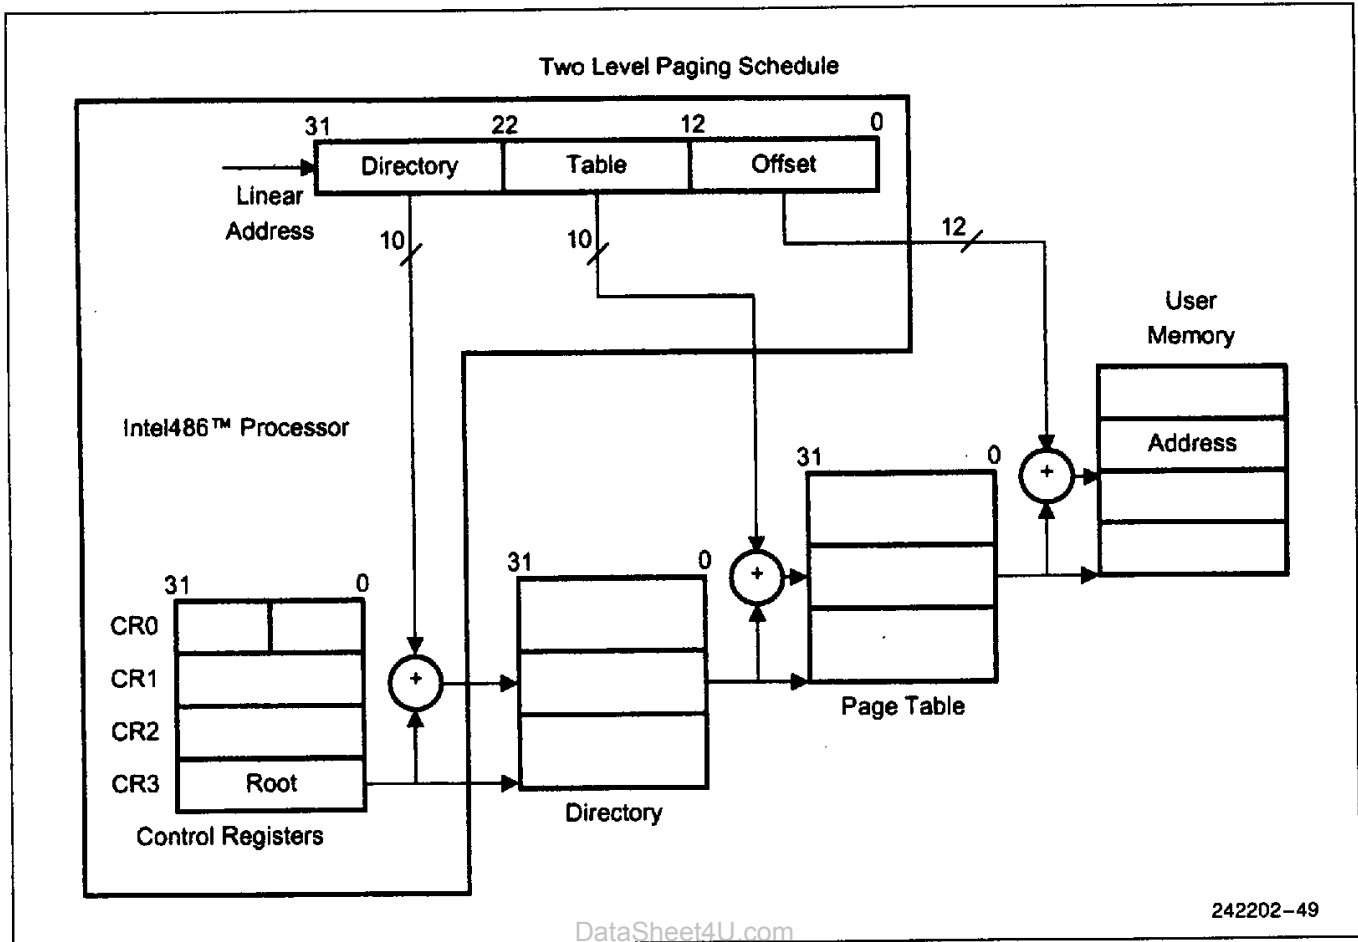 Two Level Paging Schedule
31 22 12 0
Directory Table Offset
Linear
Address
10 10 12
User
Memory
Intel486™ Processor
Address
31 0
+
31 0
+
31 0
CR0
CR1
+
CR2
Page Table
CR3 Root
Directory
Control Registers
242202-49
DataSheet4U.com